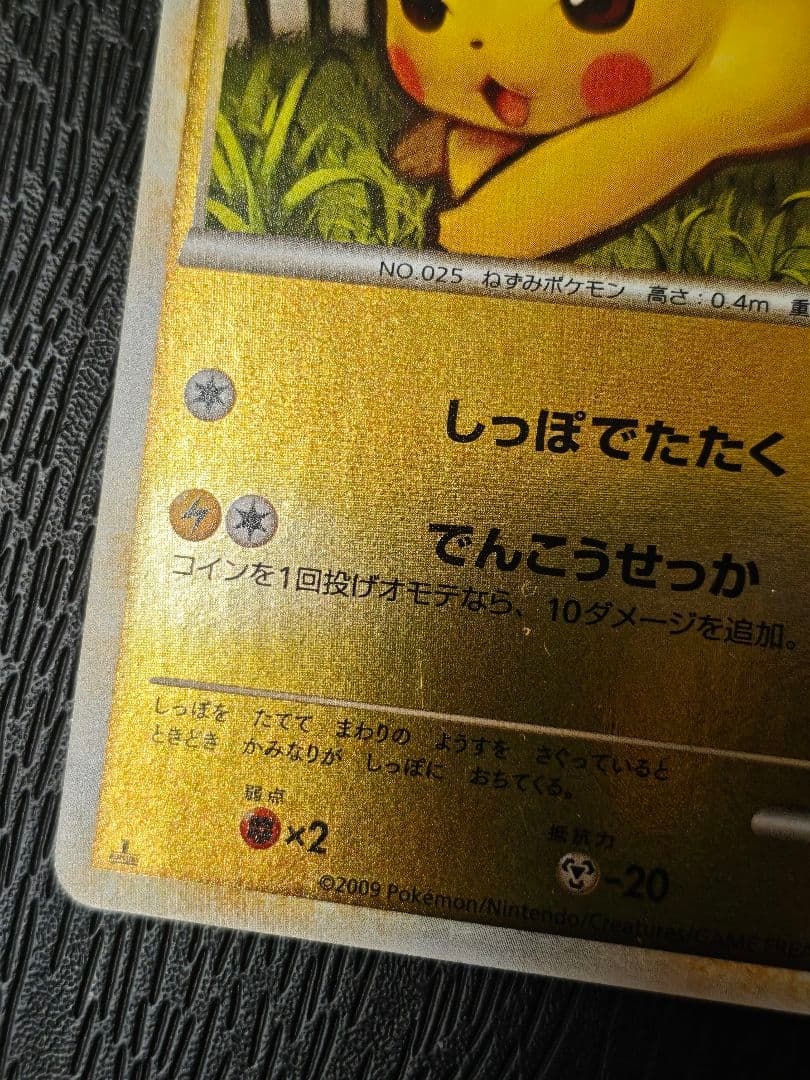 NO.025 ねずみポケモン 高さ:0.4m 重
しっぽでたたく
でんこうせっか
コインを1回投げオモテなら、10ダメージを追加。
しっぽを たてて まわりの ようすを さぐっていると
ときどき かみなりが しっぽに おちてくる。
弱点
×2
抵抗力
-20
©2009 Pokémon/Nintendo/Creatures/GAME FREA